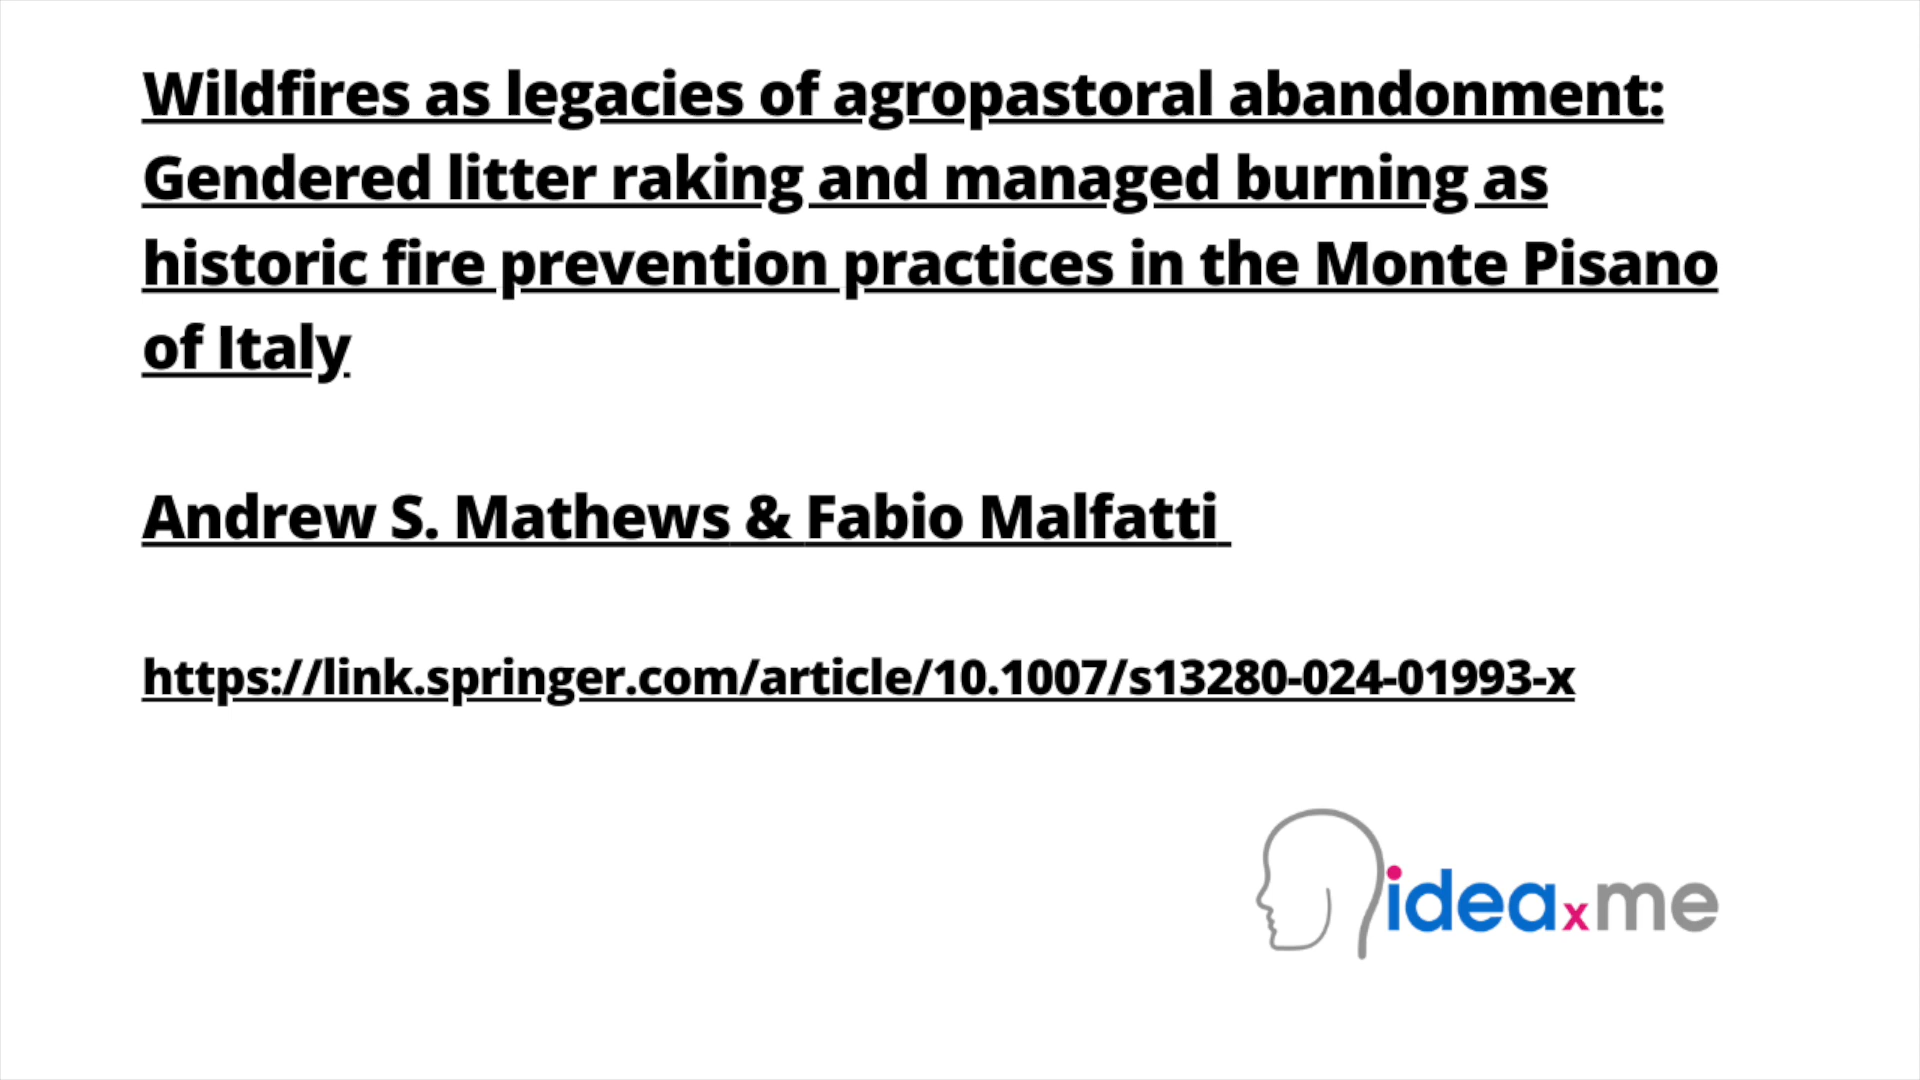 Wildfires as legacies of agropastoral abandonment:
Gendered litter raking and managed burning as
historic fire prevention practices in the Monte Pisano
of Italy
Andrew S. Mathews & Fabio Malfatti
https://link.springer.com/article/10.1007/s13280-024-01993-x
ideaxme